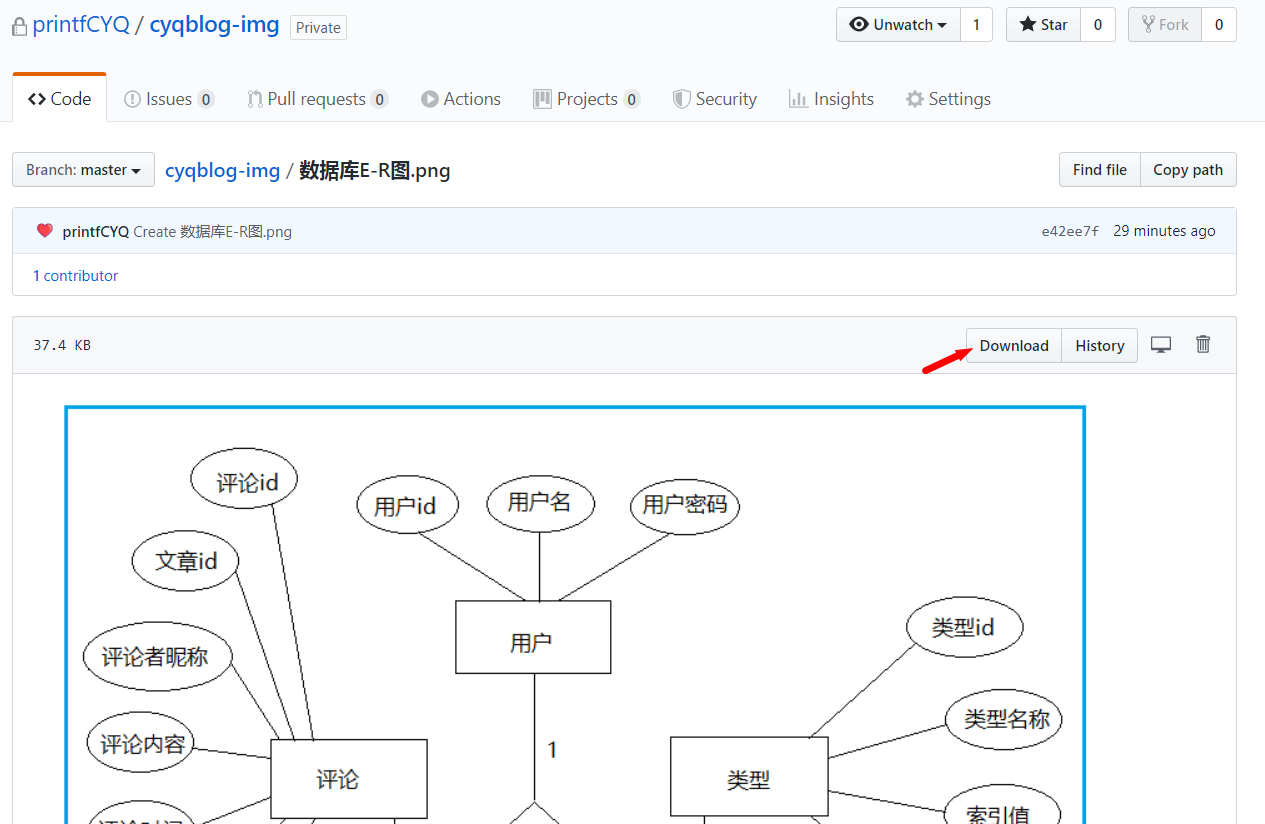 printfCYQ / cyqblog-img Private
Unwatch 1 Star 0 Fork 0
Code Issues 0 Pull requests 0 Actions Projects 0 Security Insights Settings
Branch: master cyqblog-img / 数据库E-R图.png Find file Copy path
printfCYQ Create 数据库E-R图.png e42ee7f 29 minutes ago
1 contributor
37.4 KB Download History
评论id
用户id
用户名
用户密码
文章id
类型id
用户
评论者昵称
类型名称
评论内容
1
评论
类型
索引值
评论时间